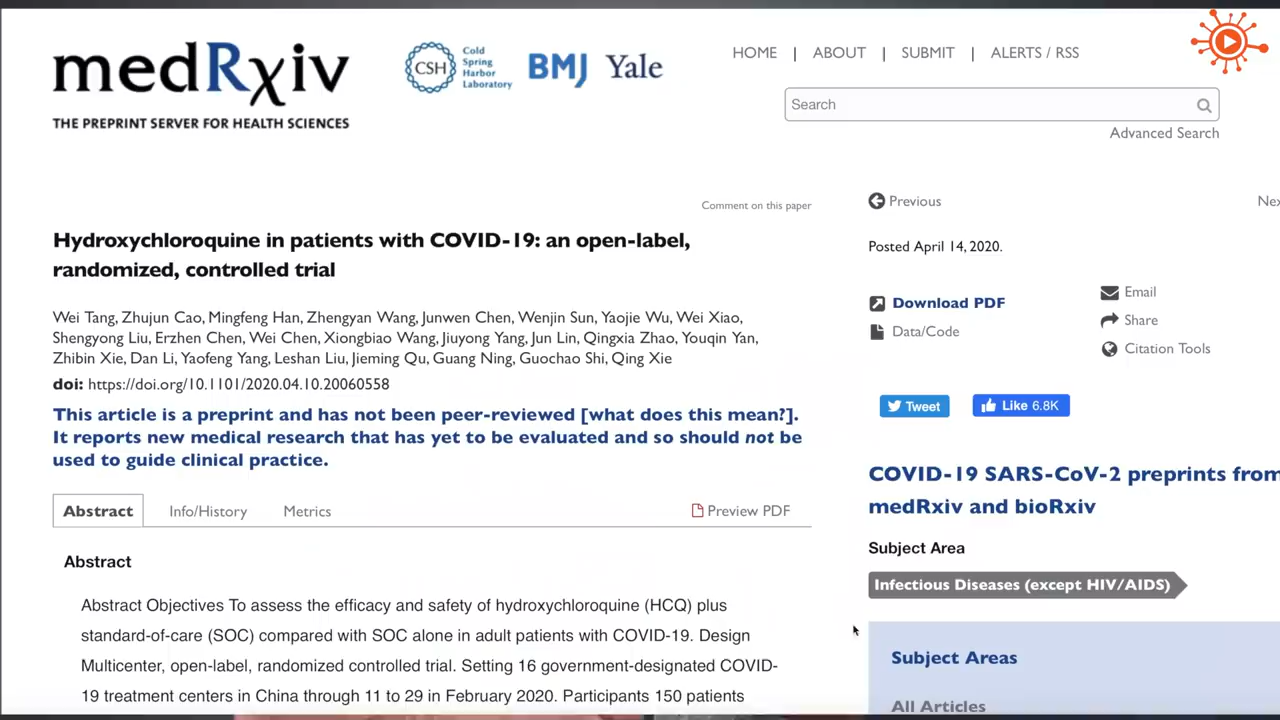 medRxiv
THE PREPRINT SERVER FOR HEALTH SCIENCES
CSH
Cold
Spring
Harbor
Laboratory
BMJ
Yale
HOME | ABOUT | SUBMIT | ALERTS / RSS
Search
Advanced Search
Comment on this paper
Hydroxychloroquine in patients with COVID-19: an open-label,
randomized, controlled trial
Wei Tang, Zhujun Cao, Mingfeng Han, Zhengyan Wang, Junwen Chen, Wenjin Sun, Yaojie Wu, Wei Xiao,
Shengyong Liu, Erzhen Chen, Wei Chen, Xiongbiao Wang, Jiuyong Yang, Jun Lin, Qingxia Zhao, Youqin Yan,
Zhibin Xie, Dan Li, Yaofeng Yang, Leshan Liu, Jieming Qu, Guang Ning, Guochao Shi, Qing Xie
doi: https://doi.org/10.1101/2020.04.10.20060558
This article is a preprint and has not been peer-reviewed [what does this mean?].
It reports new medical research that has yet to be evaluated and so should not be
used to guide clinical practice.
Abstract
Info/History
Metrics
Preview PDF
Abstract
Abstract Objectives To assess the efficacy and safety of hydroxychloroquine (HCQ) plus
standard-of-care (SOC) compared with SOC alone in adult patients with COVID-19. Design
Multicenter, open-label, randomized controlled trial. Setting 16 government-designated COVID-
19 treatment centers in China through 11 to 29 in February 2020. Participants 150 patients
Previous
Nex
Posted April 14, 2020.
Download PDF
Data/Code
Email
Share
Citation Tools
Tweet
Like 6.8K
COVID-19 SARS-CoV-2 preprints from
medRxiv and bioRxiv
Subject Area
Infectious Diseases (except HIV/AIDS)
Subject Areas
All Articles